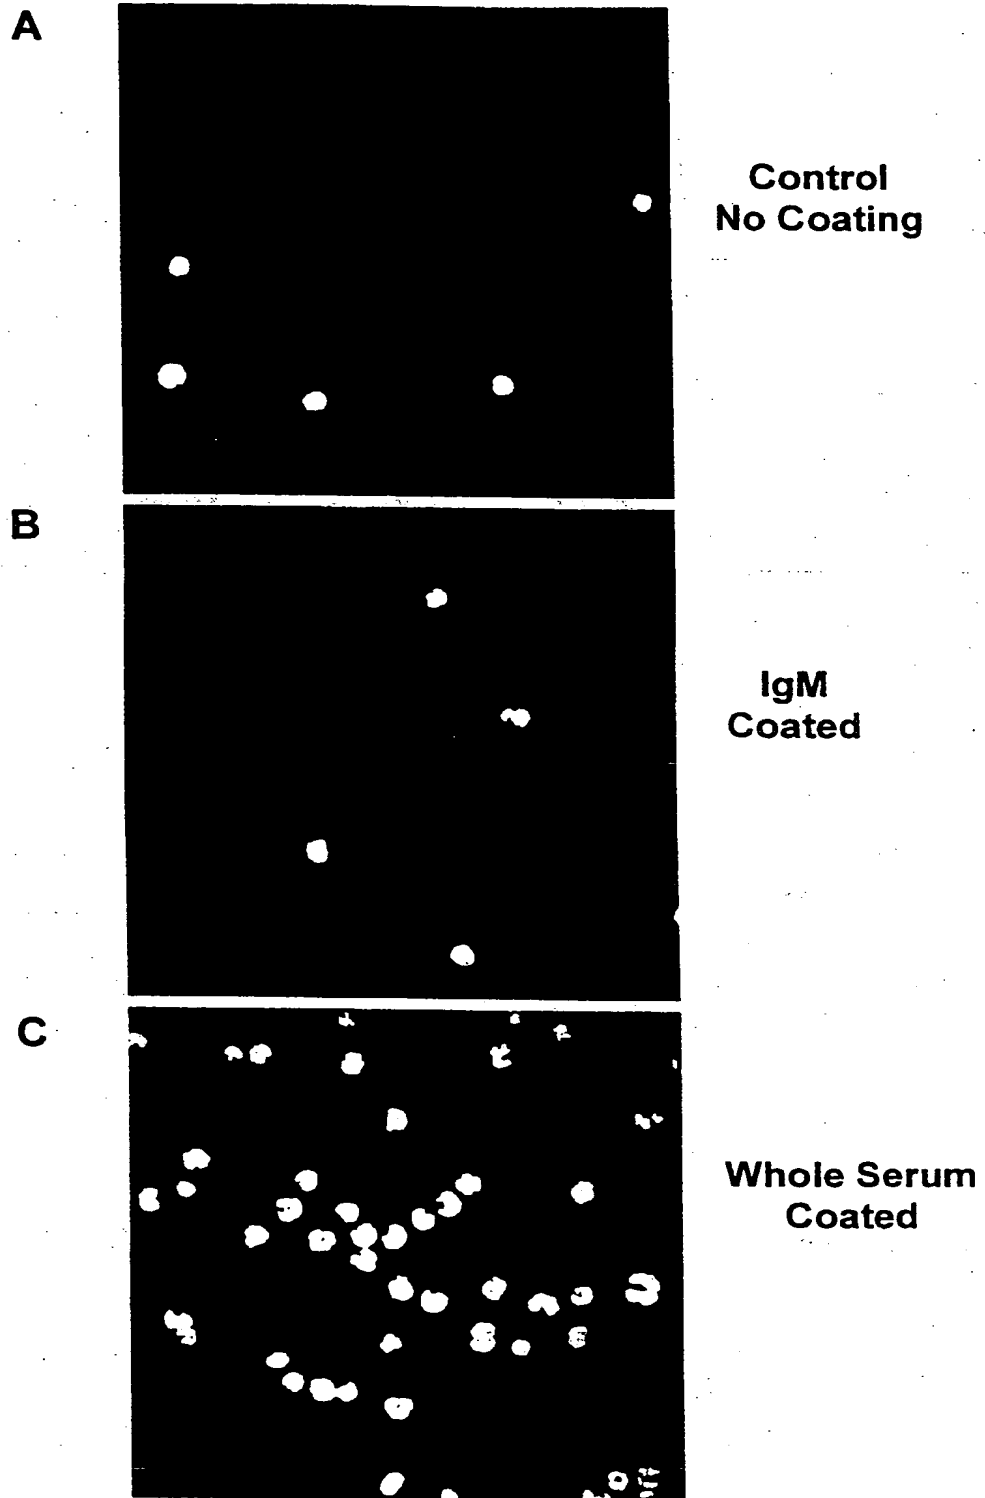 A
Control
No Coating
B
IgM
Coated
C
Whole Serum
Coated